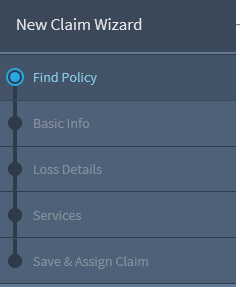 New Claim Wizard
Find Policy
Basic Info
Loss Details
Services
Save & Assign Claim